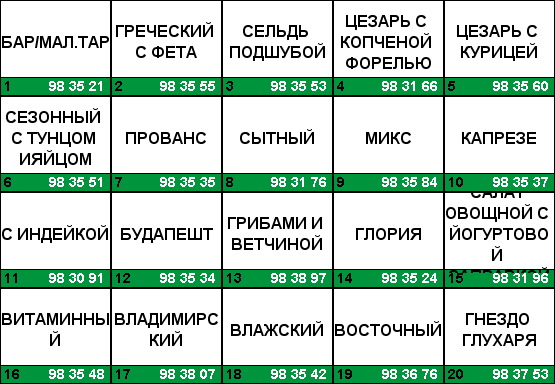 БАР/МАЛ.ТАР
1 98 35 21
ГРЕЧЕСКИЙ
С ФЕТА
2 98 35 55
СЕЛЬДЬ
ПОДШУБОЙ
3 98 35 53
ЦЕЗАРЬ С
КОПЧЕНОЙ
ФОРЕЛЬЮ
4 98 31 66
ЦЕЗАРЬ С
КУРИЦЕЙ
5 98 35 60
СЕЗОННЫЙ
С ТУНЦОМ
ИЯЙЦОМ
6 98 35 51
ПРОВАНС
7 98 35 35
СЫТНЫЙ
8 98 31 76
МИКС
9 98 35 84
КАПРЕЗЕ
10 98 35 37
С ИНДЕЙКОЙ
11 98 30 91
БУДАПЕШТ
12 98 35 34
ГРИБАМИ И
ВЕТЧИНОЙ
13 98 38 97
ГЛОРИЯ
14 98 35 24
САЛАТ
ОВОЩНОЙ С
ЙОГУРТОВО
Й
15 98 31 96
ВИТАМИННЫ
Й
16 98 35 48
ВЛАДИМИРС
КИЙ
17 98 38 07
ВЛАЖСКИЙ
18 98 35 42
ВОСТОЧНЫЙ
19 98 36 76
ГНЕЗДО
ГЛУХАРЯ
20 98 37 53